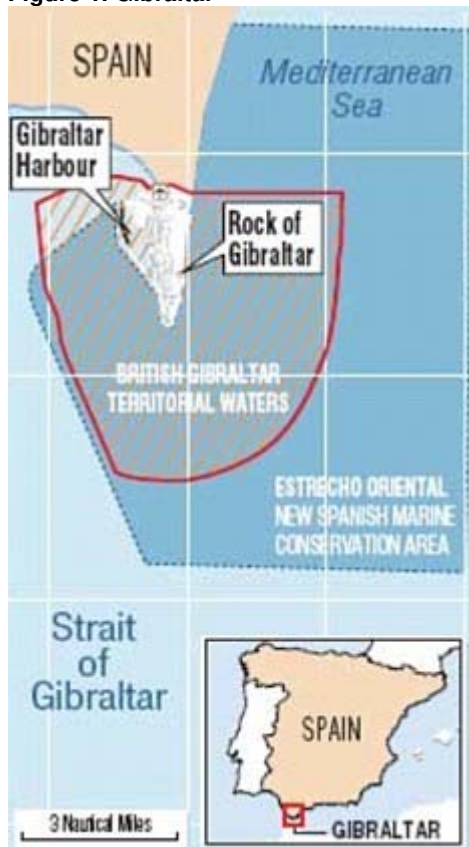 Figure 1: Gibraltar
SPAIN
Mediterranean
Sea
Gibraltar
Harbour
Rock of
Gibraltar
BRITISH GIBRALTAR
TERRITORIAL WATERS
ESTRECHO ORIENTAL
NEW SPANISH MARINE
CONSERVATION AREA
Strait
of
Gibraltar
SPAIN
3 Nautical Miles
GIBRALTAR